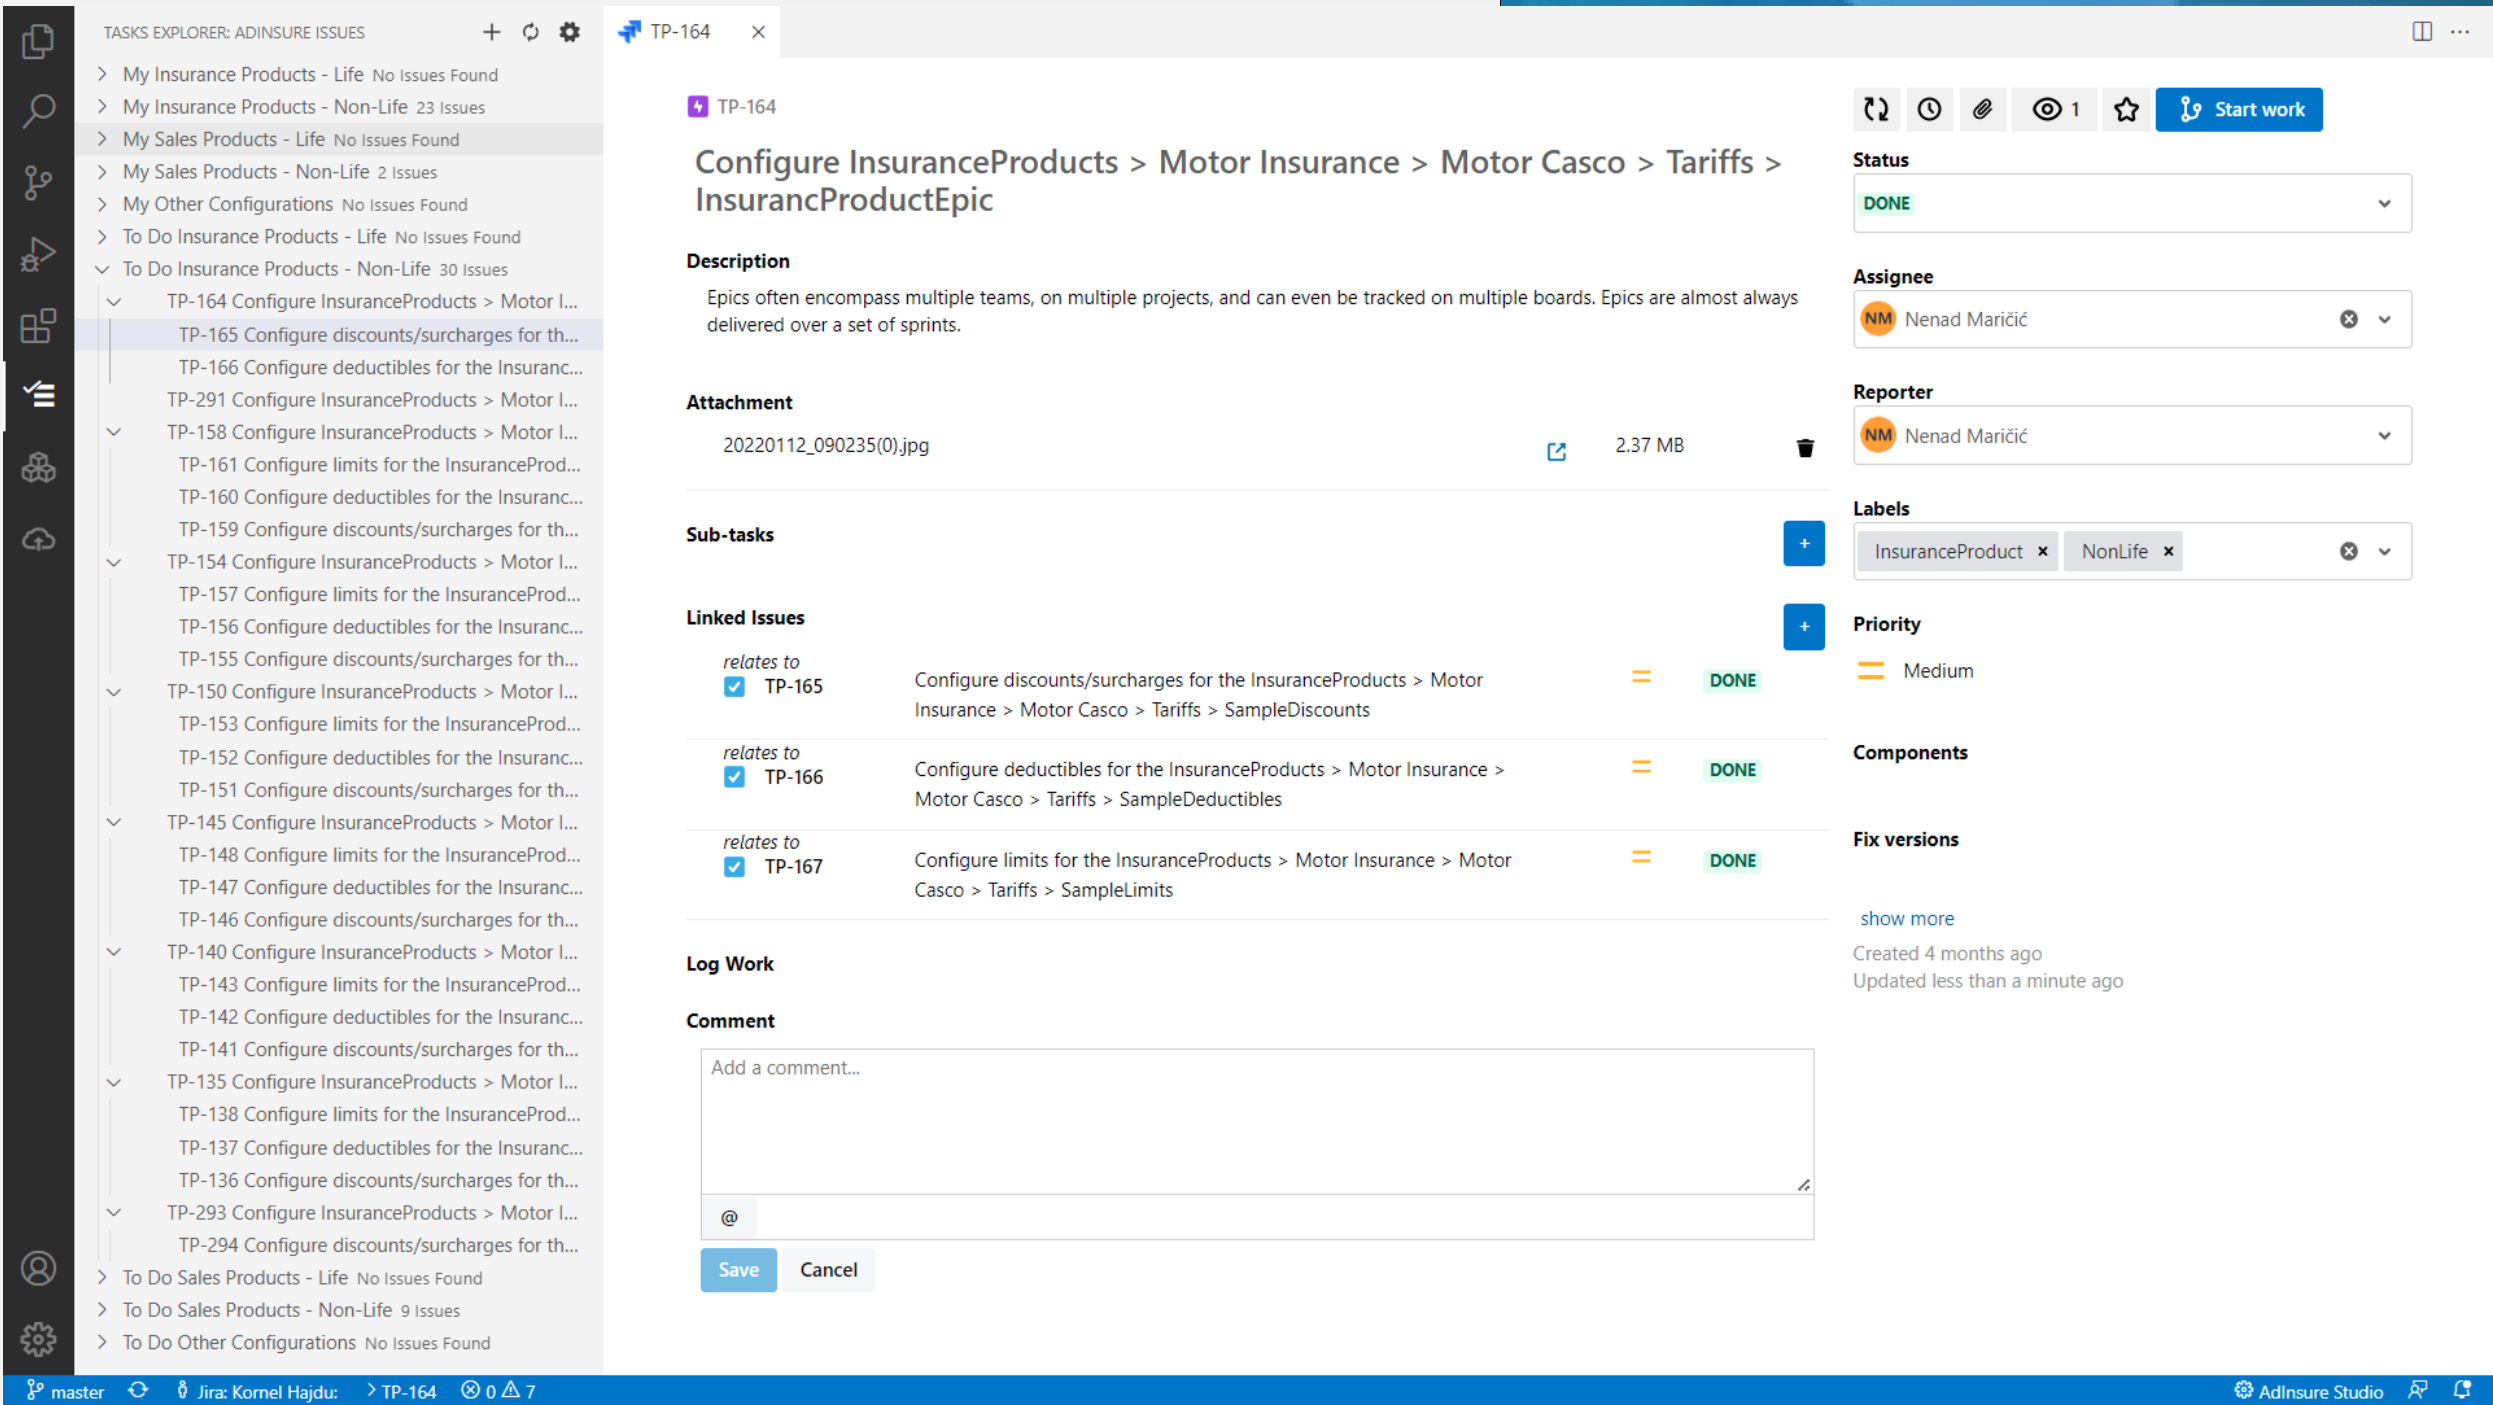 TASKS EXPLORER: ADINSURE ISSUES
My Insurance Products - Life No Issues Found
My Insurance Products - Non-Life 23 Issues
My Sales Products - Life No Issues Found
My Sales Products - Non-Life 2 Issues
My Other Configurations No Issues Found
To Do Insurance Products - Life No Issues Found
To Do Insurance Products - Non-Life 30 Issues
TP-164 Configure InsuranceProducts > Motor I...
TP-165 Configure discounts/surcharges for th...
TP-166 Configure deductibles for the Insuranc...
TP-291 Configure InsuranceProducts > Motor I...
TP-158 Configure InsuranceProducts > Motor I...
TP-161 Configure limits for the InsuranceProd...
TP-160 Configure deductibles for the Insuranc...
TP-159 Configure discounts/surcharges for th...
TP-154 Configure InsuranceProducts > Motor I...
TP-157 Configure limits for the InsuranceProd...
TP-156 Configure deductibles for the Insuranc...
TP-155 Configure discounts/surcharges for th...
TP-150 Configure InsuranceProducts > Motor I...
TP-153 Configure limits for the InsuranceProd...
TP-152 Configure deductibles for the Insuranc...
TP-151 Configure discounts/surcharges for th...
TP-145 Configure InsuranceProducts > Motor I...
TP-148 Configure limits for the InsuranceProd...
TP-147 Configure deductibles for the Insuranc...
TP-146 Configure discounts/surcharges for th...
TP-140 Configure InsuranceProducts > Motor I...
TP-143 Configure limits for the InsuranceProd...
TP-142 Configure deductibles for the Insuranc...
TP-141 Configure discounts/surcharges for th...
TP-135 Configure InsuranceProducts > Motor I...
TP-138 Configure limits for the InsuranceProd...
TP-137 Configure deductibles for the Insuranc...
TP-136 Configure discounts/surcharges for th...
TP-293 Configure InsuranceProducts > Motor I...
TP-294 Configure discounts/surcharges for th...
To Do Sales Products - Life No Issues Found
To Do Sales Products - Non-Life 9 Issues
To Do Other Configurations No Issues Found
TP-164
TP-164
Configure InsuranceProducts > Motor Insurance > Motor Casco > Tariffs >
InsurancProductEpic
Description
Epics often encompass multiple teams, on multiple projects, and can even be tracked on multiple boards. Epics are almost always
delivered over a set of sprints.
Attachment
20220112_090235(0).jpg 2.37 MB
Sub-tasks
+
Linked Issues
+
relates to
TP-165 Configure discounts/surcharges for the InsuranceProducts > Motor DONE
Insurance > Motor Casco > Tariffs > SampleDiscounts
relates to
TP-166 Configure deductibles for the InsuranceProducts > Motor Insurance > DONE
Motor Casco > Tariffs > SampleDeductibles
relates to
TP-167 Configure limits for the InsuranceProducts > Motor Insurance > Motor DONE
Casco > Tariffs > SampleLimits
Log Work
Comment
Add a comment...
@
Save Cancel
1 Start work
Status
DONE
Assignee
NM Nenad Maričić
Reporter
NM Nenad Maričić
Labels
InsuranceProduct × NonLife ×
Priority
Medium
Components
Fix versions
show more
Created 4 months ago
Updated less than a minute ago
master Jira: Kornel Hajdu: > TP-164 0 7 AdInsure Studio